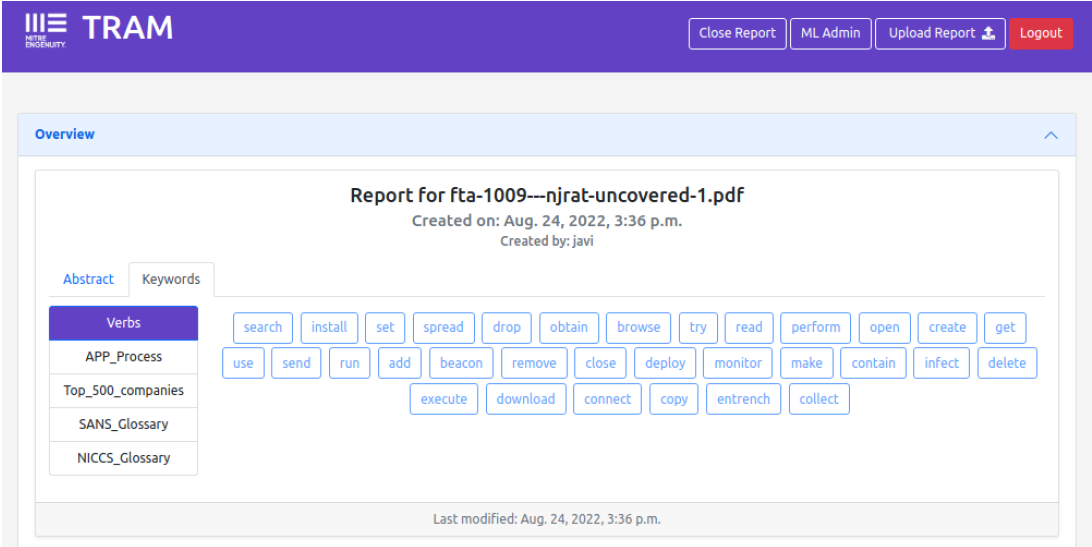 MITRE ENGENUITY. TRAM Close Report ML Admin Upload Report Logout
Overview
Report for fta-1009---njrat-uncovered-1.pdf
Created on: Aug. 24, 2022, 3:36 p.m.
Created by: javi
Abstract Keywords
Verbs
APP_Process
Top_500_companies
SANS_Glossary
NICCS_Glossary
search install set spread drop obtain browse try read perform open create get
use send run add beacon remove close deploy monitor make contain infect delete
execute download connect copy entrench collect
Last modified: Aug. 24, 2022, 3:36 p.m.